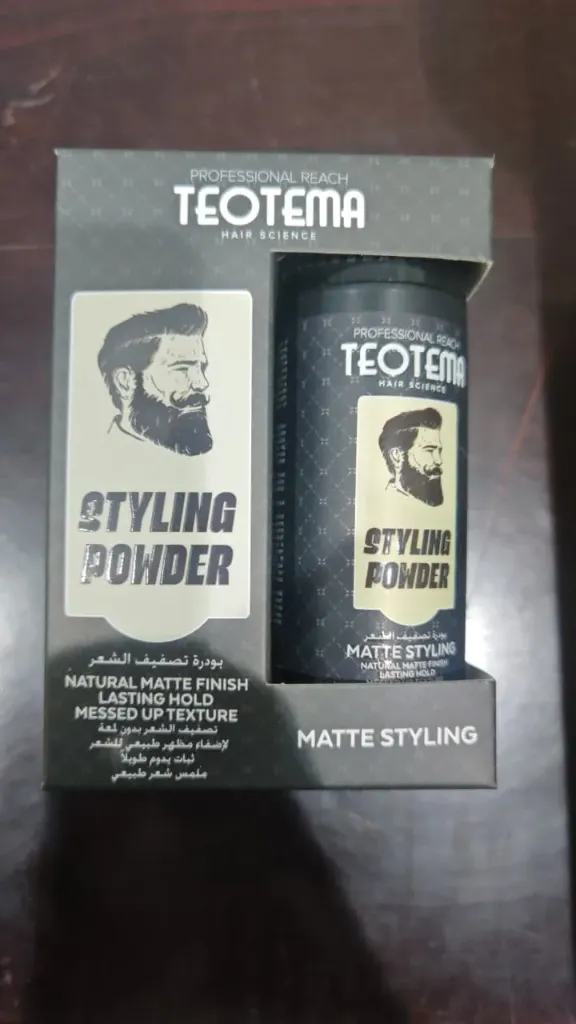 PROFESSIONAL REACH
TEOTEMA
HAIR SCIENCE
STYLING
POWDER
بودرة تصفيف الشعر
NATURAL MATTE FINISH
LASTING HOLD
MESSED UP TEXTURE
تصفيف الشعر بدون لمعة
لإضفاء مظهر طبيعي للشعر
ثبات يدوم طويلاً
ملمس شعر طبيعي
PROFESSIONAL REACH
TEOTEMA
HAIR SCIENCE
STYLING
POWDER
بودرة تصفيف الشعر
MATTE STYLING
NATURAL MATTE FINISH
LASTING HOLD
MATTE STYLING